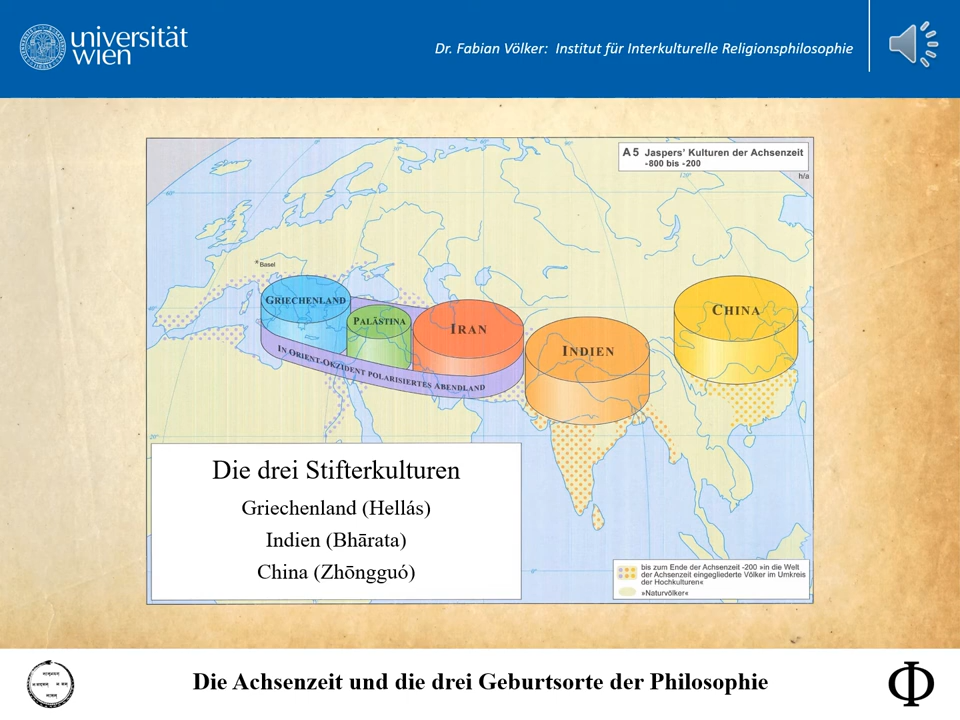 universität
wien
Dr. Fabian Völker: Institut für Interkulturelle Religionsphilosophie
A 5 Jaspers' Kulturen der Achsenzeit
-800 bis -200
h/a
Basel
GRIECHENLAND
PALÄSTINA
IRAN
INDIEN
CHINA
IN ORIENT-OKZIDENT POLARISIERTES ABENDLAND
Die drei Stifterkulturen
Griechenland (Hellás)
Indien (Bhārata)
China (Zhōngguó)
bis zum Ende der Achsenzeit -200 »in die Welt
der Achsenzeit eingegliederte Völker im Umkreis
der Hochkulturen«
»Naturvölker«
Die Achsenzeit und die drei Geburtsorte der Philosophie
Φ